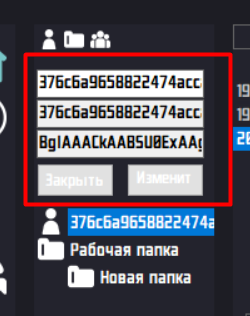 376c6a9658822474acc
376c6a9658822474acc
BgIAAACkAABSU0ExAAg
Закрыть
Изменит
376c6a9658822474a
Рабочая папка
Новая папка